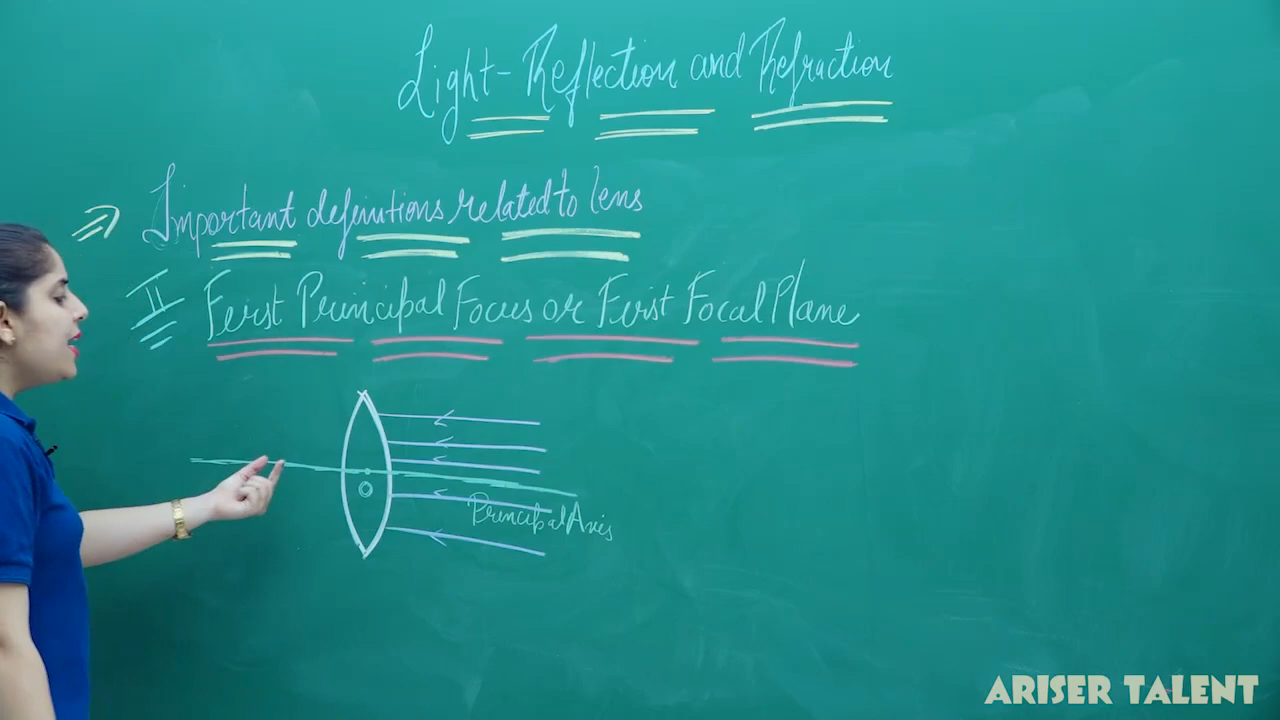 Light-Reflection and Refraction
⇒ Important definitions related to lens
II First Principal Focus or First Focal Plane
O
Principal Axis
ARISER TALENT